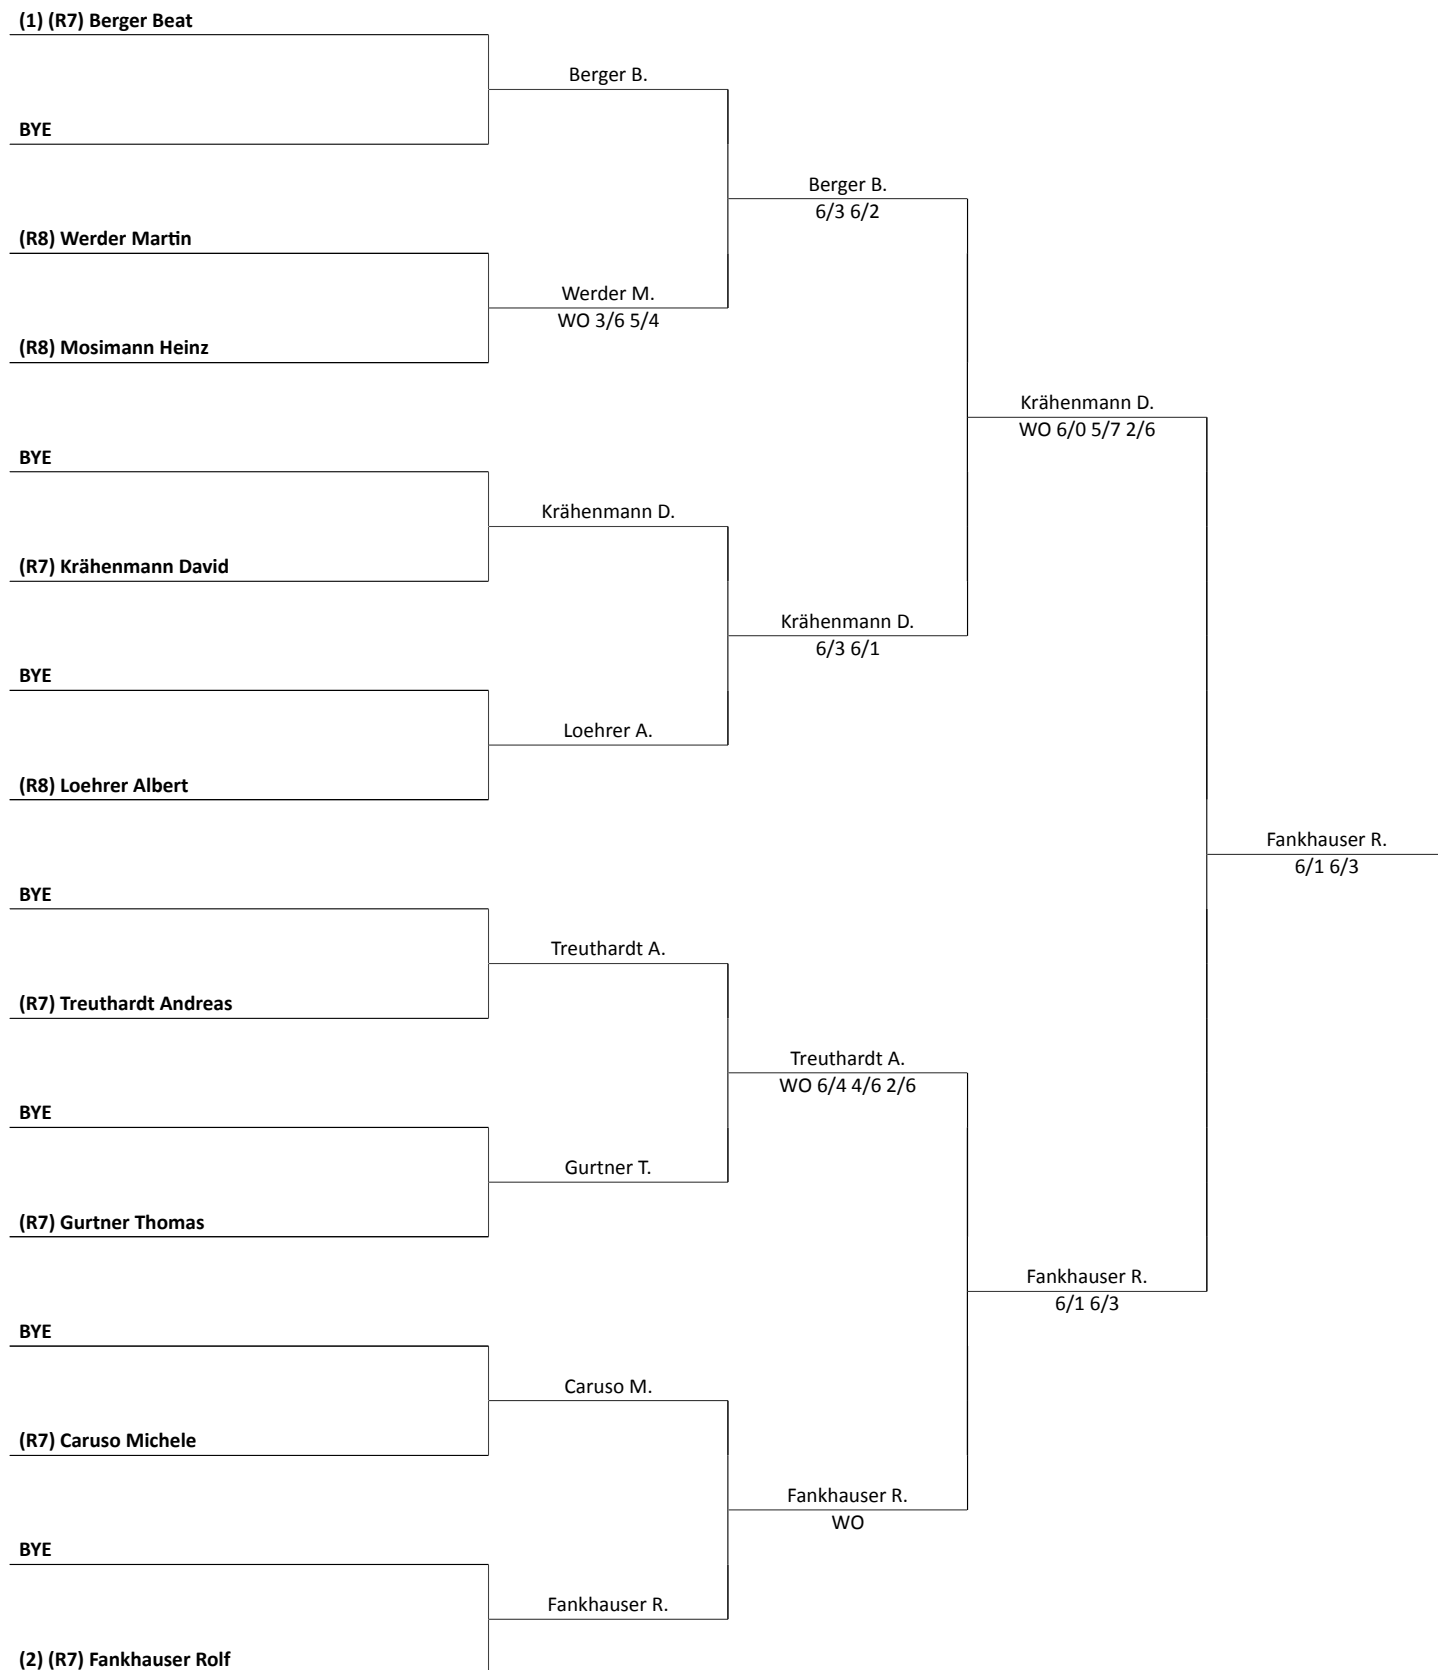 (1) (R7) Berger Beat
Berger B.
BYE
Berger B.
6/3 6/2
(R8) Werder Martin
Werder M.
WO 3/6 5/4
(R8) Mosimann Heinz
Krähenmann D.
WO 6/0 5/7 2/6
BYE
Krähenmann D.
(R7) Krähenmann David
Krähenmann D.
6/3 6/1
BYE
Loehrer A.
(R8) Loehrer Albert
Fankhauser R.
6/1 6/3
BYE
Treuthardt A.
(R7) Treuthardt Andreas
Treuthardt A.
WO 6/4 4/6 2/6
BYE
Gurtner T.
(R7) Gurtner Thomas
Fankhauser R.
6/1 6/3
BYE
Caruso M.
(R7) Caruso Michele
Fankhauser R.
WO
BYE
Fankhauser R.
(2) (R7) Fankhauser Rolf